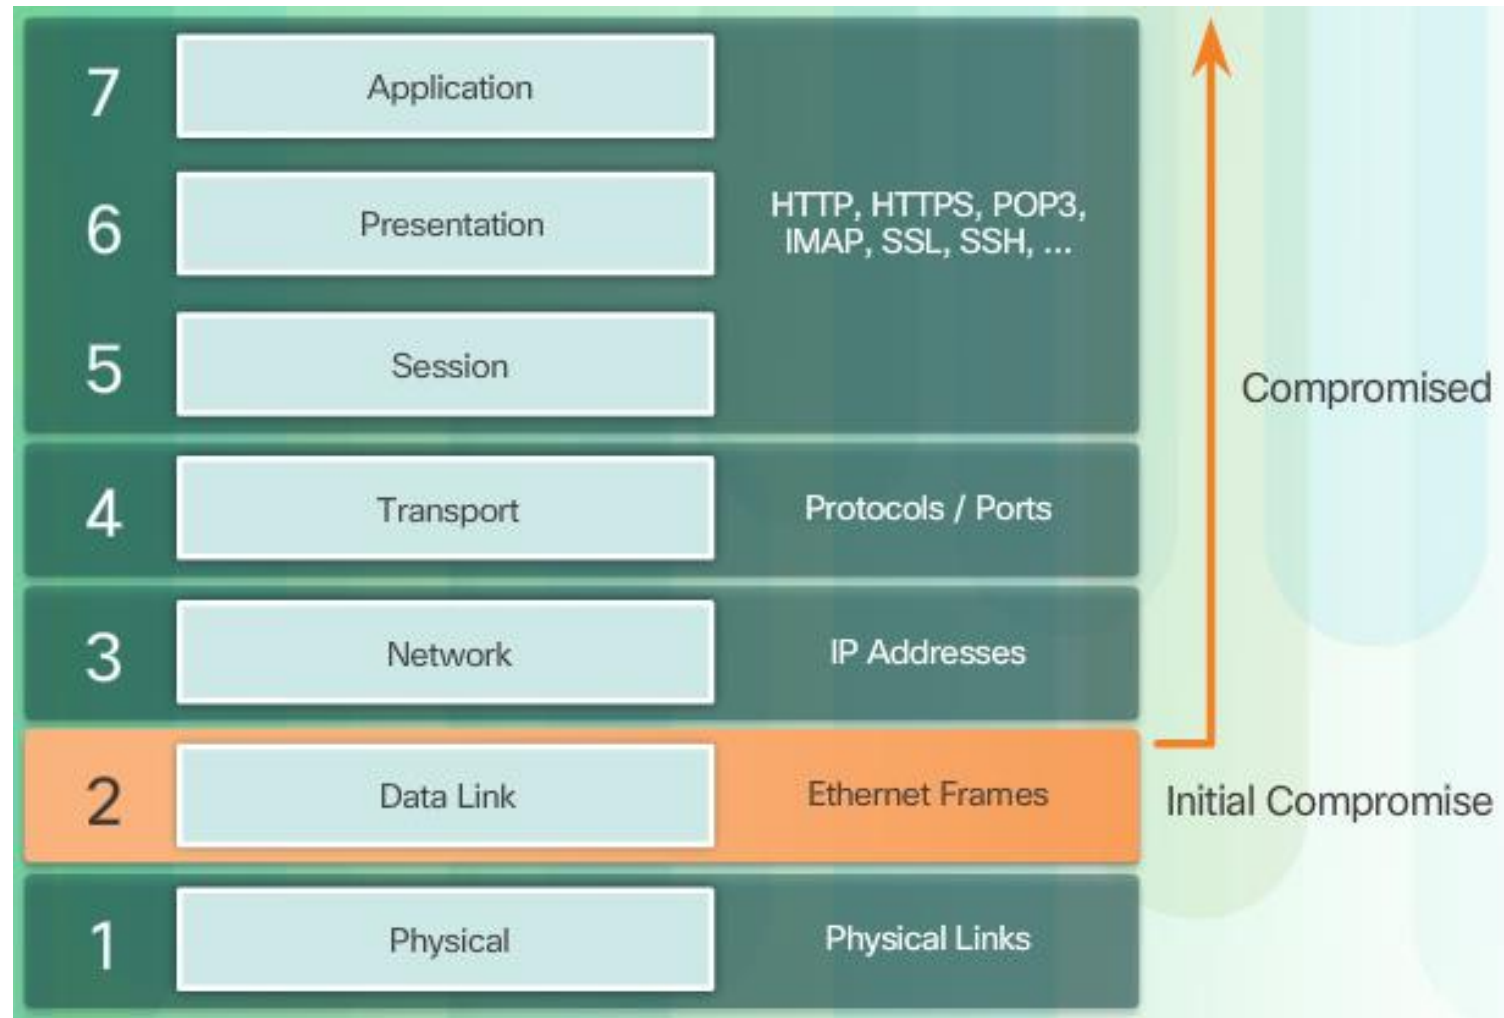 7 Application
6 Presentation HTTP, HTTPS, POP3,
IMAP, SSL, SSH, ...
5 Session
Compromised
4 Transport Protocols / Ports
3 Network IP Addresses
2 Data Link Ethernet Frames Initial Compromise
1 Physical Physical Links